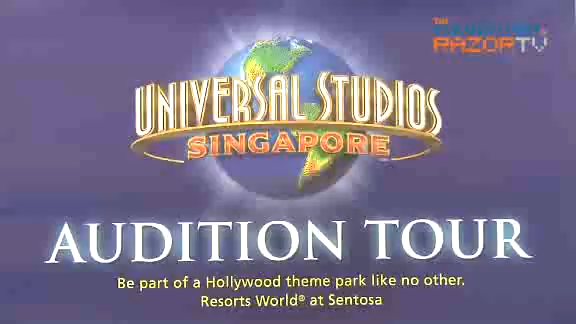 THE
RAZORTV
UNIVERSAL STUDIOS
SINGAPORE
AUDITION TOUR
Be part of a Hollywood theme park like no other.
Resorts World® at Sentosa